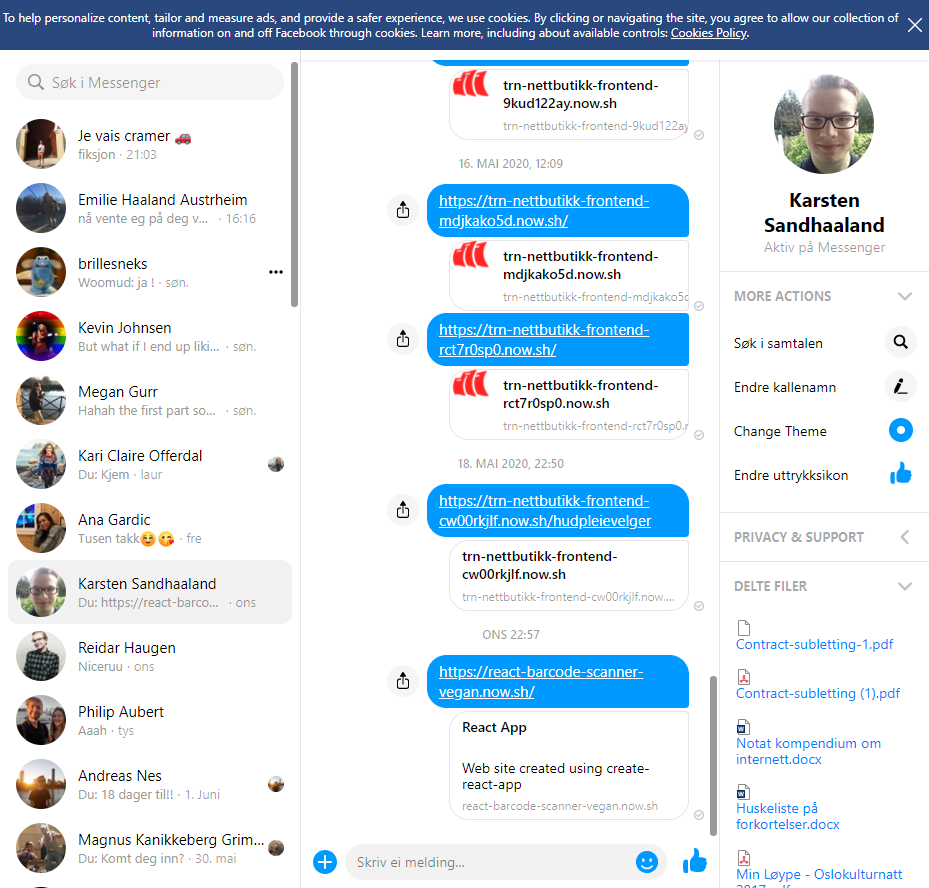 To help personalize content, tailor and measure ads, and provide a safer experience, we use cookies. By clicking or navigating the site, you agree to allow our collection of
information on and off Facebook through cookies. Learn more, including about available controls: Cookies Policy.
Søk i Messenger
Je vais cramer 🚗
fiksjon · 21:03
Emilie Haaland Austrheim
nå vente eg på deg v... · 16:16
brillesneks
Woomud: ja ! · søn.
Kevin Johnsen
But what if I end up liki... · søn.
Megan Gurr
Hahah the first part so... · søn.
Kari Claire Offerdal
Du: Kjem · laur
Ana Gardic
Tusen takk😊😘 · fre
Karsten Sandhaaland
Du: https://react-barco... · ons
Reidar Haugen
Niceruu · ons
Philip Aubert
Aaah · tys
Andreas Nes
Du: 18 dager til!! · 1. Juni
Magnus Kanikkeberg Grim...
Du: Komt deg inn? · 30. mai
trn-nettbutikk-frontend-
9kud122ay.now.sh
trn-nettbutikk-frontend-9kud122ay
16. MAI 2020, 12:09
https://trn-nettbutikk-frontend-
mdjkako5d.now.sh/
trn-nettbutikk-frontend-
mdjkako5d.now.sh
trn-nettbutikk-frontend-mdjkako5d
https://trn-nettbutikk-frontend-
rct7r0sp0.now.sh/
trn-nettbutikk-frontend-
rct7r0sp0.now.sh
trn-nettbutikk-frontend-rct7r0sp0.n
18. MAI 2020, 22:50
https://trn-nettbutikk-frontend-
cw00rkjlf.now.sh/hudpleievelger
trn-nettbutikk-frontend-
cw00rkjlf.now.sh
trn-nettbutikk-frontend-cw00rkjlf.now....
ONS 22:57
https://react-barcode-scanner-
vegan.now.sh/
React App
Web site created using create-
react-app
react-barcode-scanner-vegan.now.sh
Skriv ei melding...
Karsten
Sandhaaland
Aktiv på Messenger
MORE ACTIONS
Søk i samtalen
Endre kallenamn
Change Theme
Endre uttrykksikon
PRIVACY & SUPPORT
DELTE FILER
Contract-subletting-1.pdf
Contract-subletting (1).pdf
Notat kompendium om
internett.docx
Huskeliste på
forkortelser.docx
Min Løype - Oslokulturnatt
2017.pdf